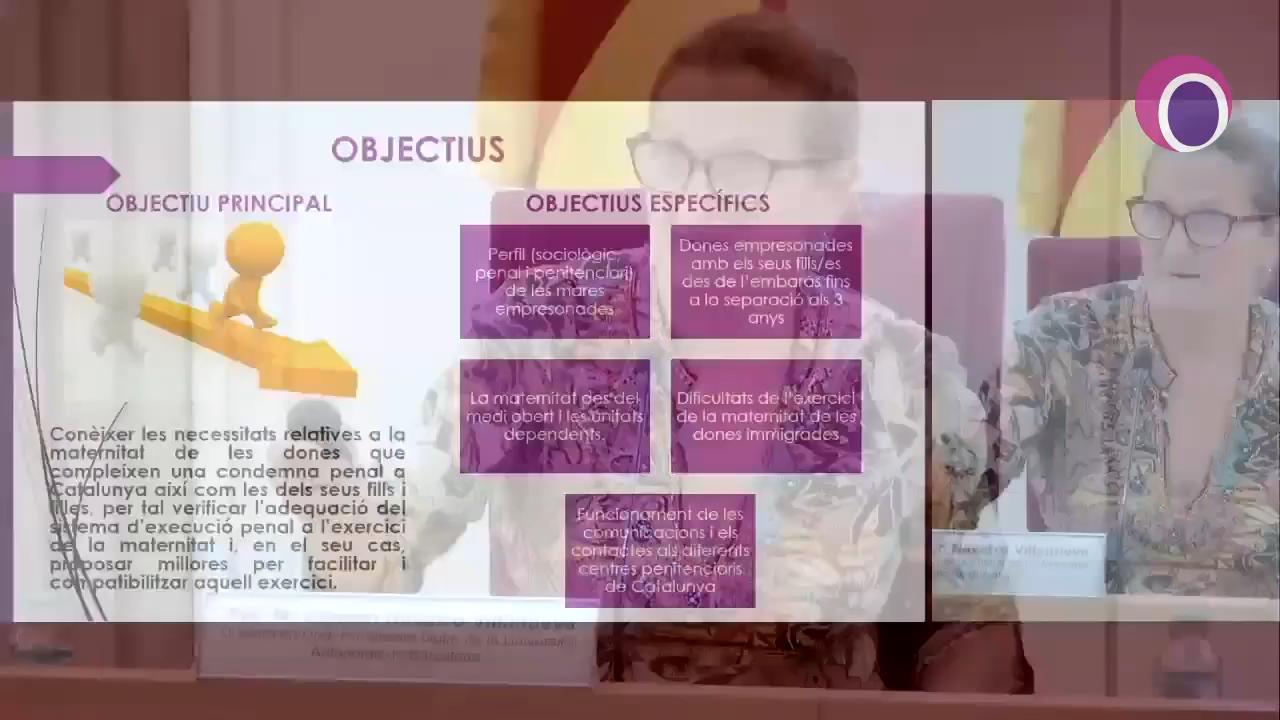 OBJECTIUS
OBJECTIU PRINCIPAL
Conèixer les necessitats relatives a la
maternitat de les dones que
compleixen una condemna penal a
Catalunya així com les dels seus fills i
filles, per tal verificar l'adequació del
sistema d'execució penal a l'exercici
de la maternitat i, en el seu cas,
proposar millores per facilitar i
compatibilitzar aquell exercici.
OBJECTIUS ESPECÍFICS
Perfil (sociològic,
penal i penitenciari)
de les mares
empresonades
Dones empresonades
amb els seus fills/es
des de l'embaràs fins
a la separació als 3
anys
La maternitat des del
medi obert i les unitats
dependents.
Dificultats de l'exercici
de la maternitat de les
dones immigrades
Funcionament de les
comunicacions i els
contactes als diferents
centres penitenciaris
de Catalunya
Navarro Villanueva